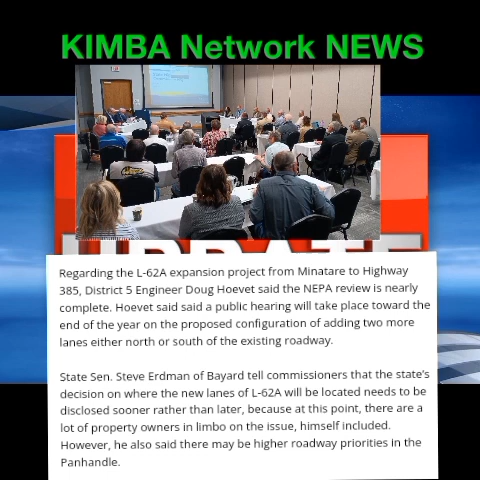 KIMBA Network NEWS
UPDATE
Regarding the L-62A expansion project from Minatare to Highway
385, District 5 Engineer Doug Hoevet said the NEPA review is nearly
complete. Hoevet said said a public hearing will take place toward the
end of the year on the proposed configuration of adding two more
lanes either north or south of the existing roadway.
State Sen. Steve Erdman of Bayard tell commissioners that the state's
decision on where the new lanes of L-62A will be located needs to be
disclosed sooner rather than later, because at this point, there are a
lot of property owners in limbo on the issue, himself included.
However, he also said there may be higher roadway priorities in the
Panhandle.